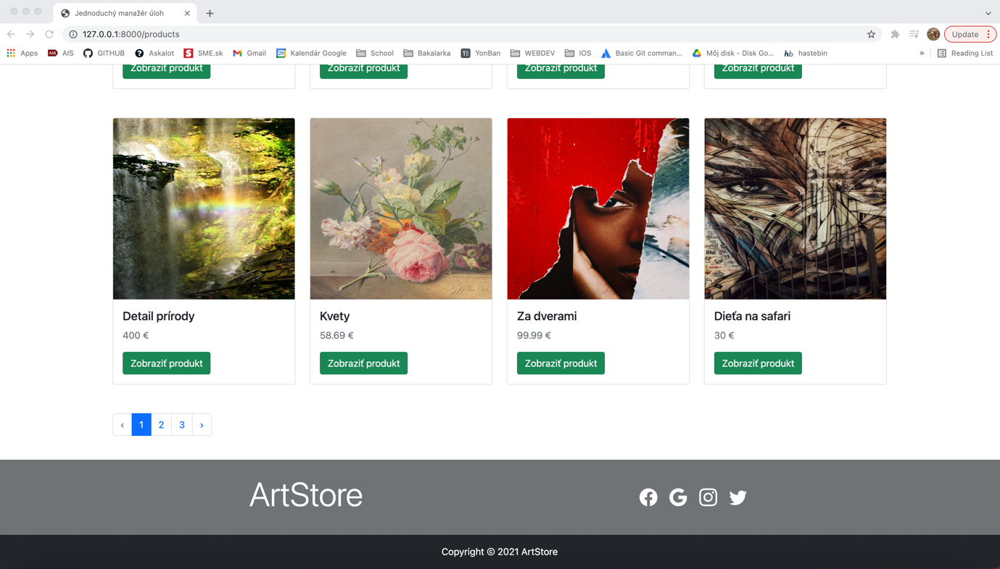 Jednoduchý manažér úloh
127.0.0.1:8000/products
Update
Apps AIS GITHUB Askalot SME.sk Gmail Kalendár Google School Bakalarka YonBan WEBDEV IOS Basic Git comman... Môj disk - Disk Go... hb hastebin » Reading List
Zobraziť produkt Zobraziť produkt Zobraziť produkt Zobraziť produkt
Detail prírody Kvety Za dverami Dieťa na safari
400 € 58.69 € 99.99 € 30 €
Zobraziť produkt Zobraziť produkt Zobraziť produkt Zobraziť produkt
‹ 1 2 3 ›
ArtStore
Copyright © 2021 ArtStore